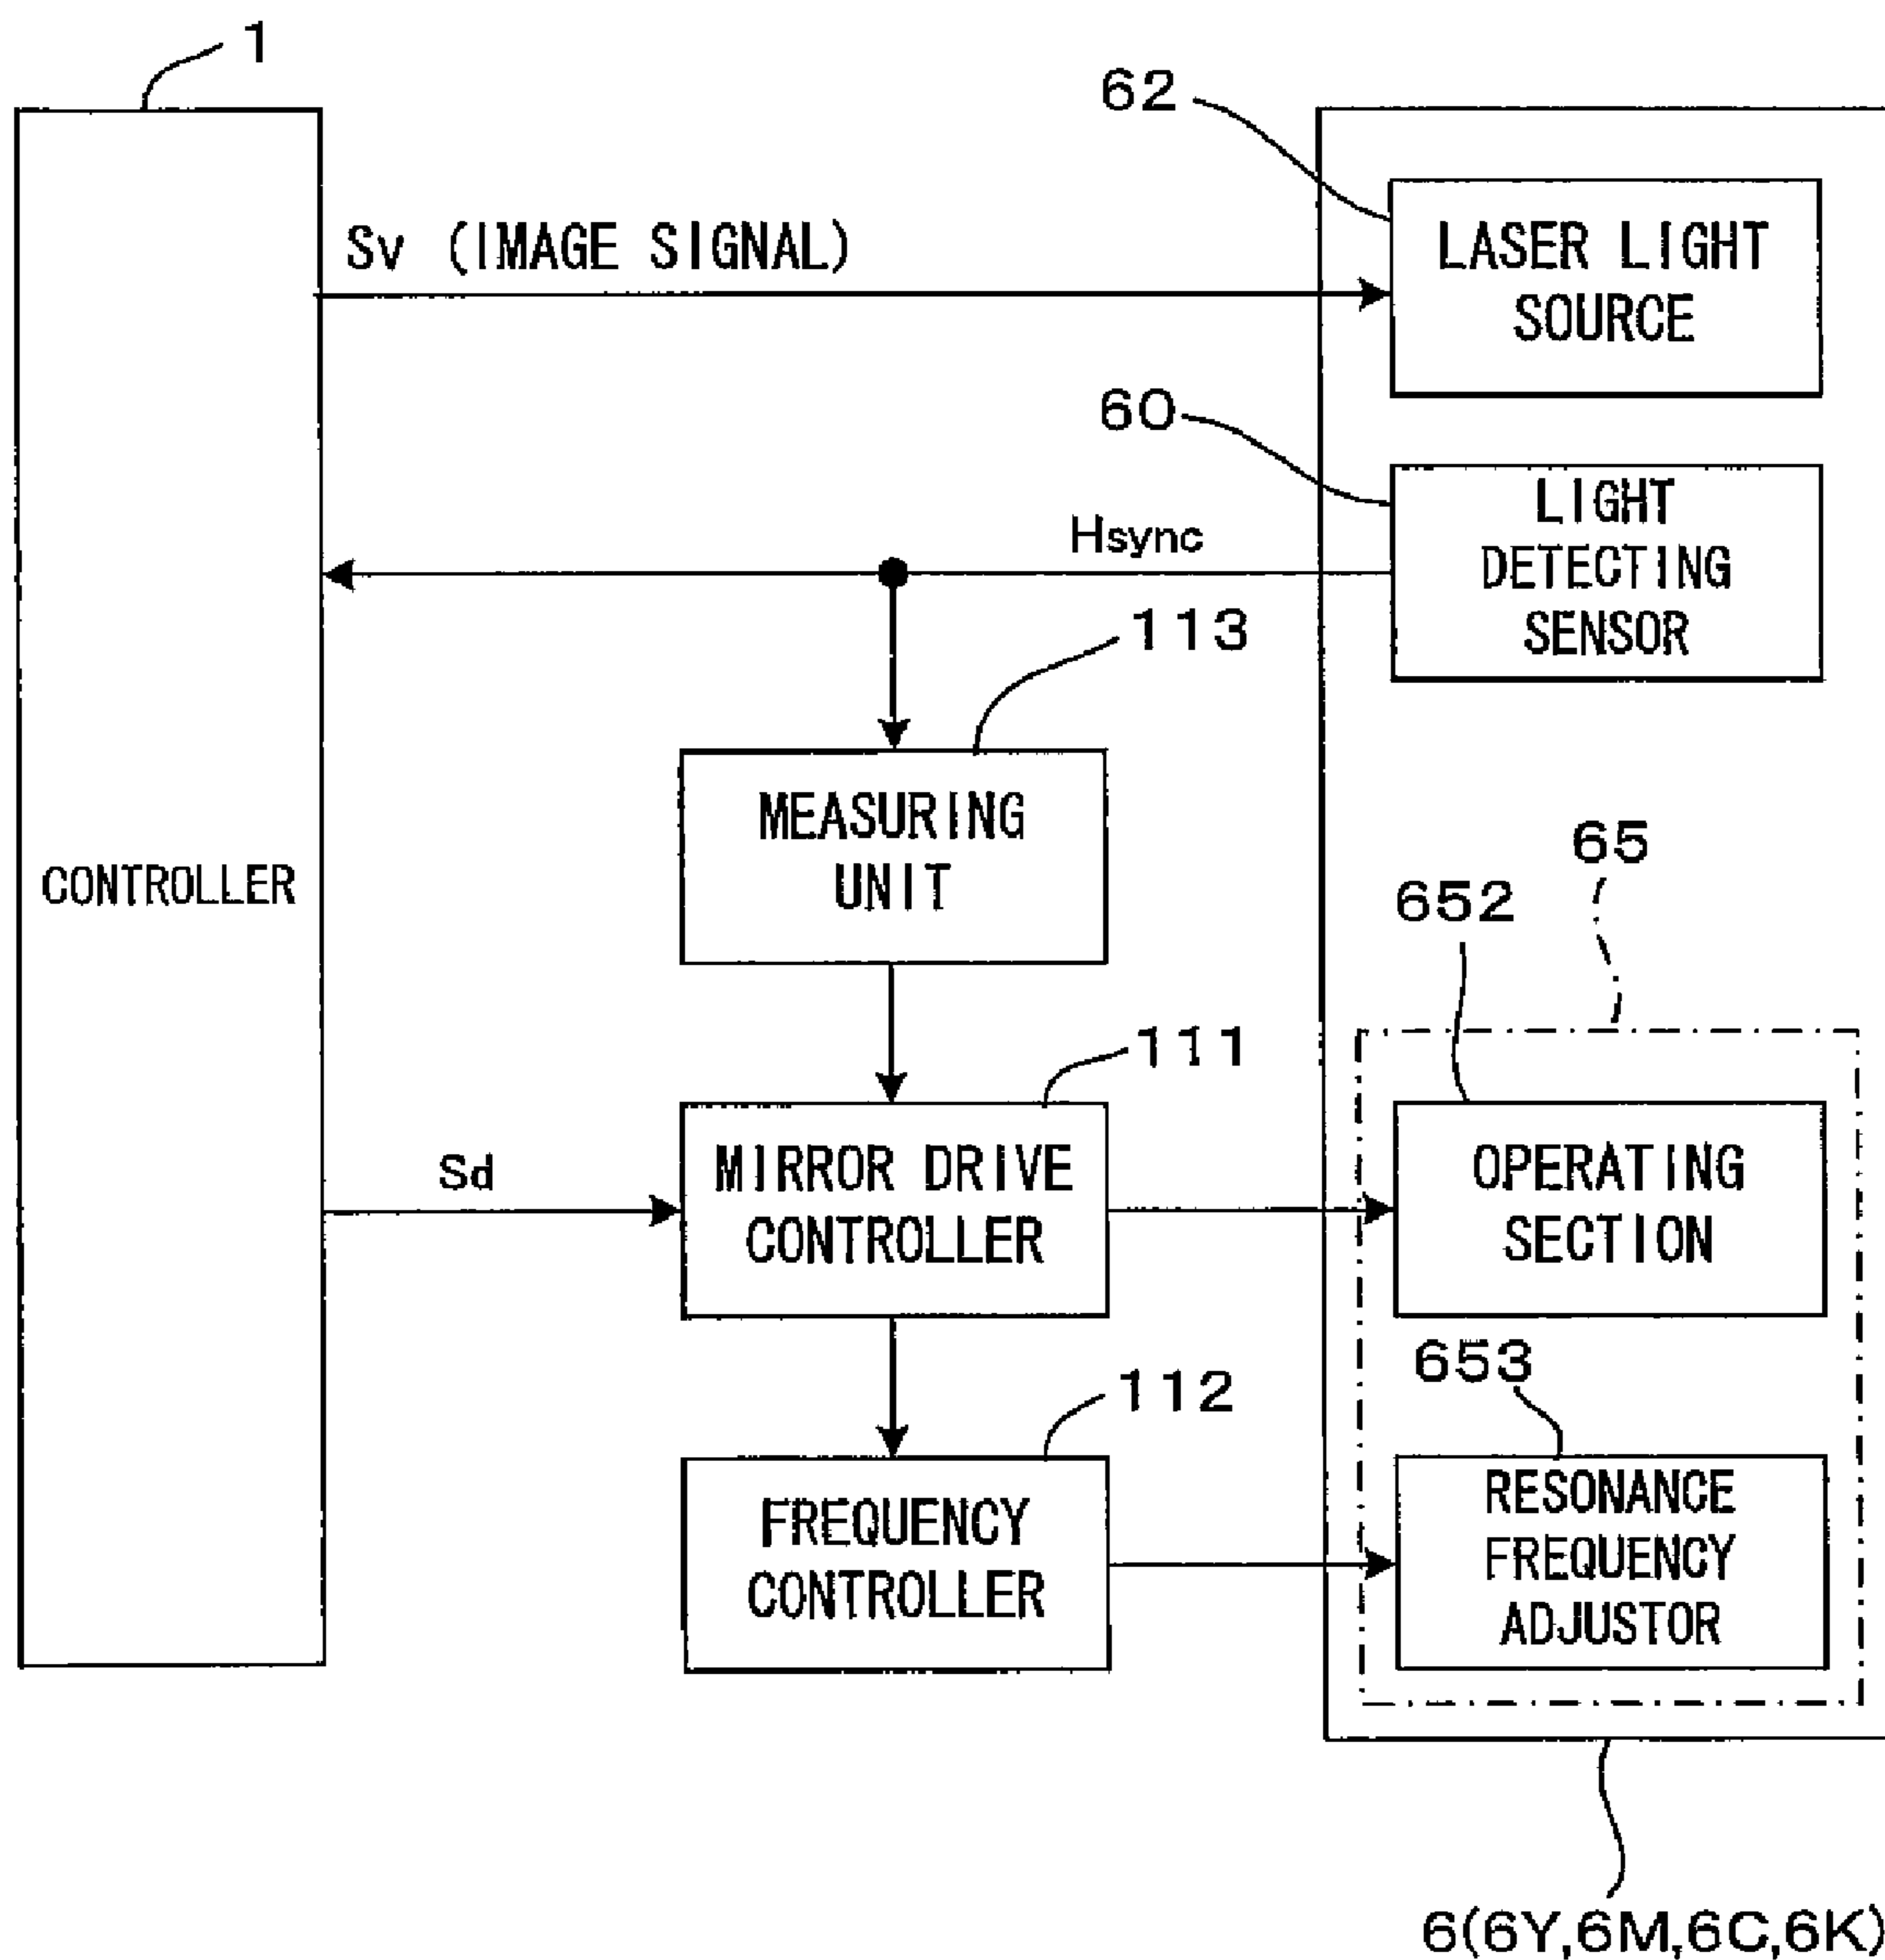 1
62
Sv (IMAGE SIGNAL)
LASER LIGHT
SOURCE
60
Hsync
LIGHT
DETECTING
SENSOR
113
MEASURING
UNIT
CONTROLLER
65
652
111
Sd
MIRROR DRIVE
CONTROLLER
OPERATING
SECTION
653
112
FREQUENCY
CONTROLLER
RESONANCE
FREQUENCY
ADJUSTOR
6(6Y,6M,6C,6K)